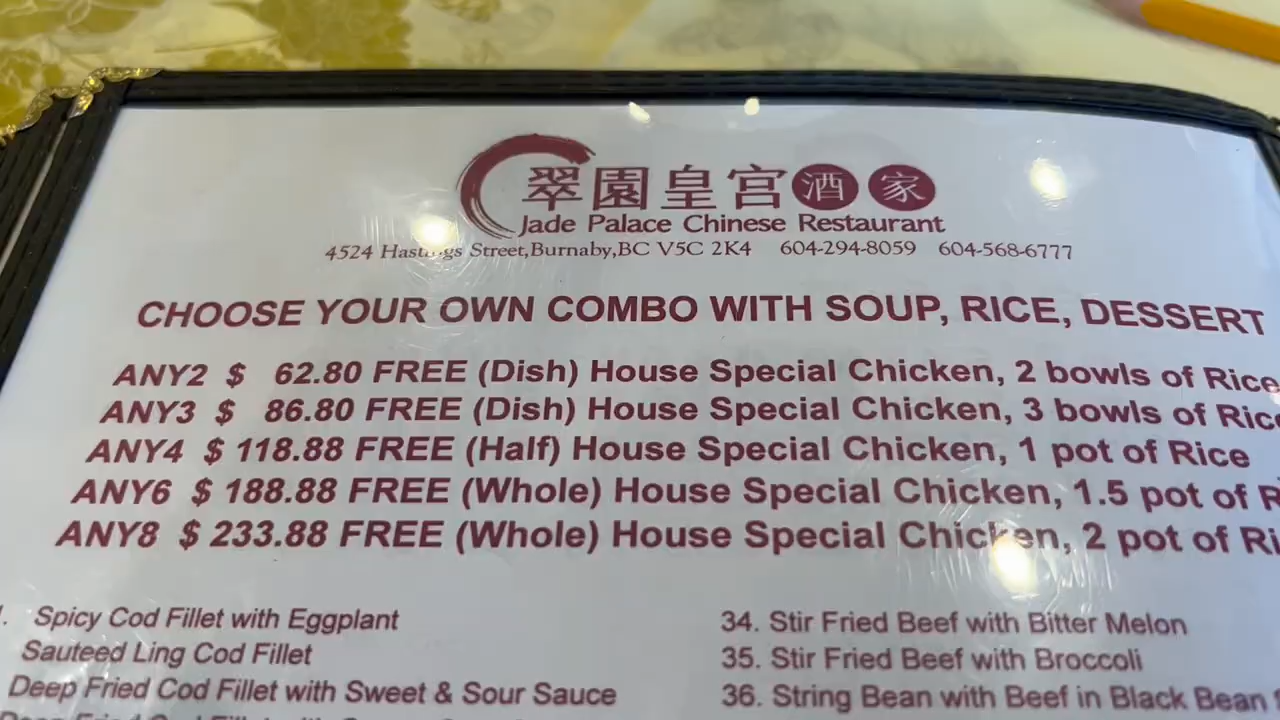 翠園皇宮酒家
Jade Palace Chinese Restaurant
4524 Hastings Street,Burnaby,BC V5C 2K4 604-294-8059 604-568-6777
CHOOSE YOUR OWN COMBO WITH SOUP, RICE, DESSERT
ANY2 $ 62.80 FREE (Dish) House Special Chicken, 2 bowls of Rice
ANY3 $ 86.80 FREE (Dish) House Special Chicken, 3 bowls of Rice
ANY4 $ 118.88 FREE (Half) House Special Chicken, 1 pot of Rice
ANY6 $ 188.88 FREE (Whole) House Special Chicken, 1.5 pot of
ANY8 $ 233.88 FREE (Whole) House Special Chicken, 2 pot of
Spicy Cod Fillet with Eggplant
Sauteed Ling Cod Fillet
Deep Fried Cod Fillet with Sweet & Sour Sauce
34. Stir Fried Beef with Bitter Melon
35. Stir Fried Beef with Broccoli
36. String Bean with Beef in Black Bean